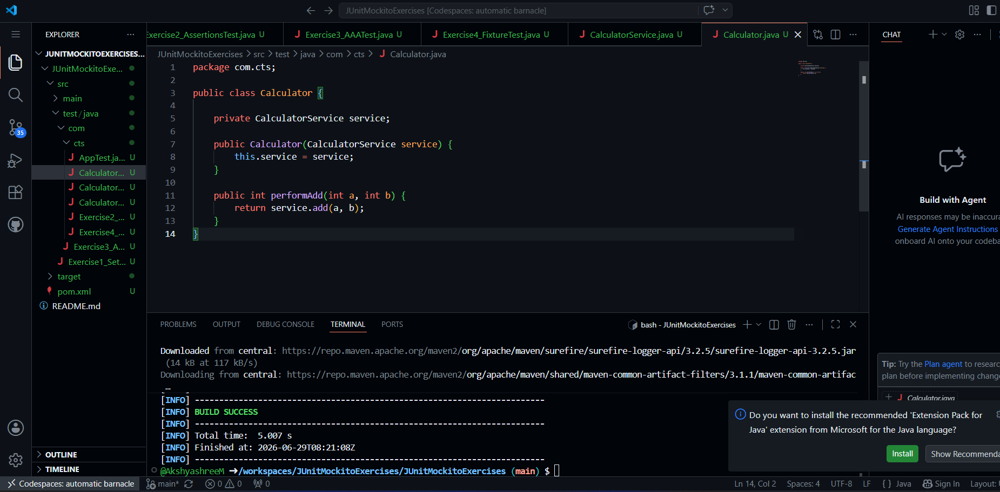 JUnitMockitoExercises [Codespaces: automatic barnacle]
EXPLORER
JUNITMOCKITOEXERCISES...
JUnitMockitoExe...
src
main
test/java
com
cts
AppTest.ja... U
Calculator... U
Calculator... U
Calculator... U
Exercise2_... U
Exercise4_... U
Exercise3_A... U
Exercise1_Set... U
target
pom.xml U
README.md
OUTLINE
TIMELINE
35
Exercise2_AssertionsTest.java U
Exercise3_AAATest.java U
Exercise4_FixtureTest.java U
CalculatorService.java U
Calculator.java U
JUnitMockitoExercises > src > test > java > com > cts > Calculator.java
1 package com.cts;
2
3 public class Calculator {
4
5 private CalculatorService service;
6
7 public Calculator(CalculatorService service) {
8 this.service = service;
9 }
10
11 public int performAdd(int a, int b) {
12 return service.add(a, b);
13 }
14 }
PROBLEMS OUTPUT DEBUG CONSOLE TERMINAL PORTS
bash - JUnitMockitoExercises
Downloaded from central: https://repo.maven.apache.org/maven2/org/apache/maven/surefire/surefire-logger-api/3.2.5/surefire-logger-api-3.2.5.jar
(14 kB at 117 kB/s)
Downloading from central: https://repo.maven.apache.org/maven2/org/apache/maven/shared/maven-common-artifact-filters/3.1.1/maven-common-artifac
…
[INFO] ------------------------------------------------------------------------
[INFO] BUILD SUCCESS
[INFO] ------------------------------------------------------------------------
[INFO] Total time:  5.007 s
[INFO] Finished at: 2026-06-29T08:21:08Z
[INFO] ------------------------------------------------------------------------
@AkshyashreeM ➜/workspaces/JUnitMockitoExercises/JUnitMockitoExercises (main) $
CHAT
Build with Agent
AI responses may be inaccura
Generate Agent Instructions
onboard AI onto your codeba
Tip: Try the Plan agent to researc
plan before implementing change
Calculator.java
Do you want to install the recommended 'Extension Pack for
Java' extension from Microsoft for the Java language?
Install
Show Recommenda
Codespaces: automatic barnacle
main*
0 0
0
Ln 14, Col 2
Spaces: 4
UTF-8
LF
{ } Java
Sign In
Layout: